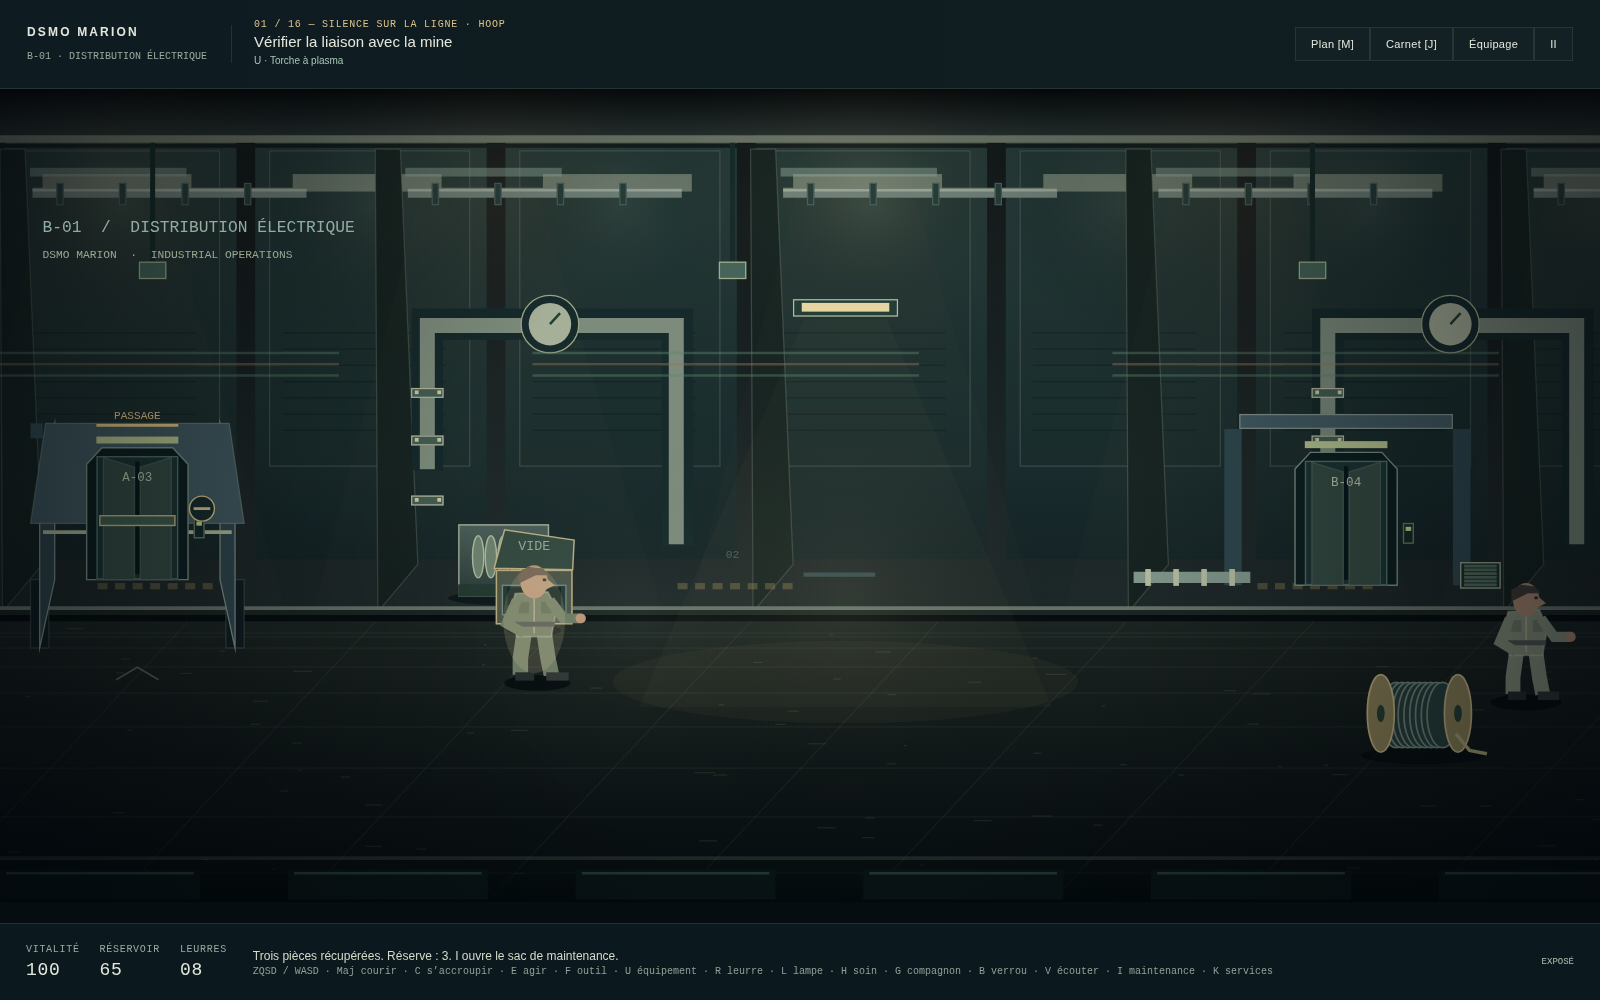 DSMO MARION
B-01 · DISTRIBUTION ÉLECTRIQUE
01 / 16 — SILENCE SUR LA LIGNE · HOOP
Vérifier la liaison avec la mine
U · Torche à plasma
Plan [M]
Carnet [J]
Équipage
II
B-01 / DISTRIBUTION ÉLECTRIQUE
DSMO MARION · INDUSTRIAL OPERATIONS
PASSAGE
A-03
B-04
VIDE
02
VITALITÉ
100
RÉSERVOIR
65
LEURRES
08
Trois pièces récupérées. Réserve : 3. I ouvre le sac de maintenance.
ZQSD / WASD · Maj courir · C s’accroupir · E agir · F outil · U équipement · R leurre · L lampe · H soin · G compagnon · B verrou · V écouter · I maintenance · K services
EXPOSÉ